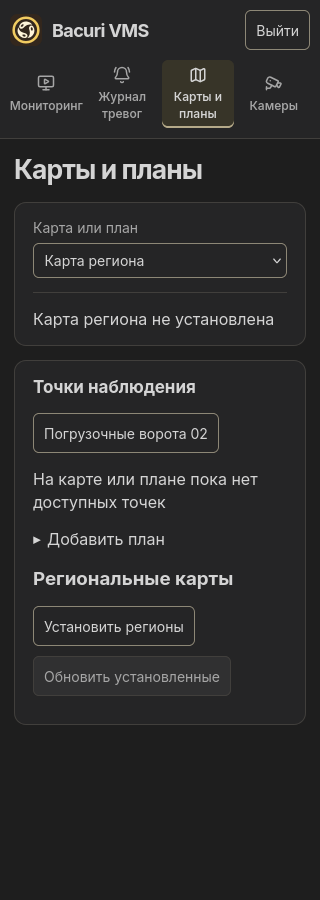 Bacuri VMS
Выйти
Мониторинг
Журнал
тревог
Карты и
планы
Камеры
Карты и планы
Карта или план
Карта региона
Карта региона не установлена
Точки наблюдения
Погрузочные ворота 02
На карте или плане пока нет
доступных точек
▸ Добавить план
Региональные карты
Установить регионы
Обновить установленные